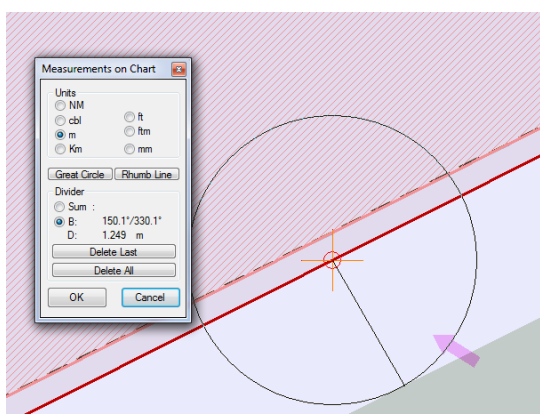 Measurements on Chart
Units
NM
cbl
ft
m
ftm
Km
mm
Great Circle
Rhumb Line
Divider
Sum :
B: 150.1°/330.1°
D: 1.249 m
Delete Last
Delete All
OK
Cancel